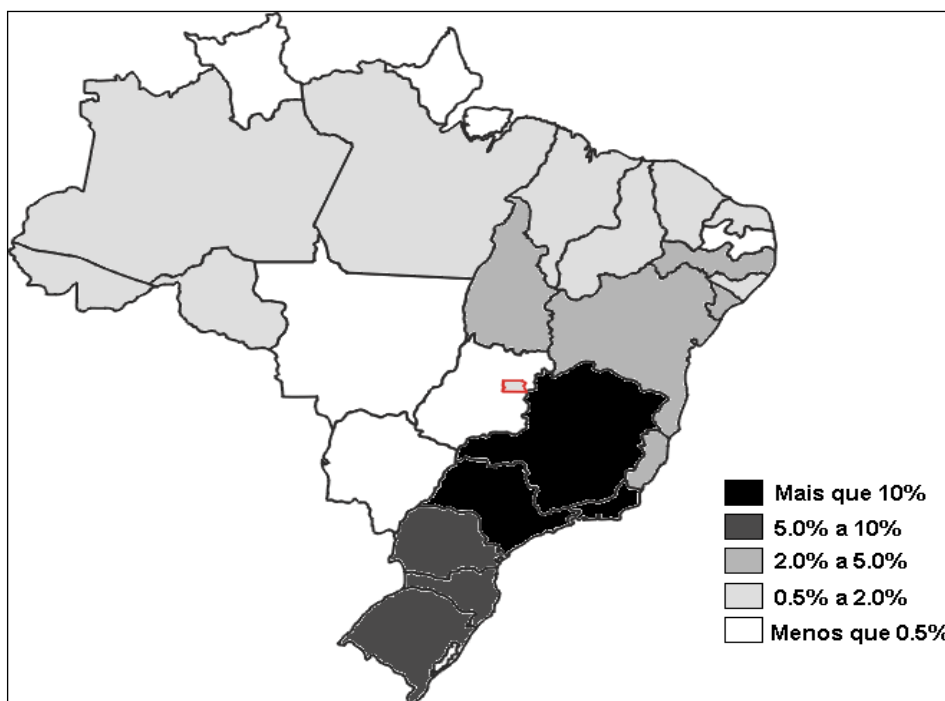 Mais que 10%
5.0% a 10%
2.0% a 5.0%
0.5% a 2.0%
Menos que 0.5%